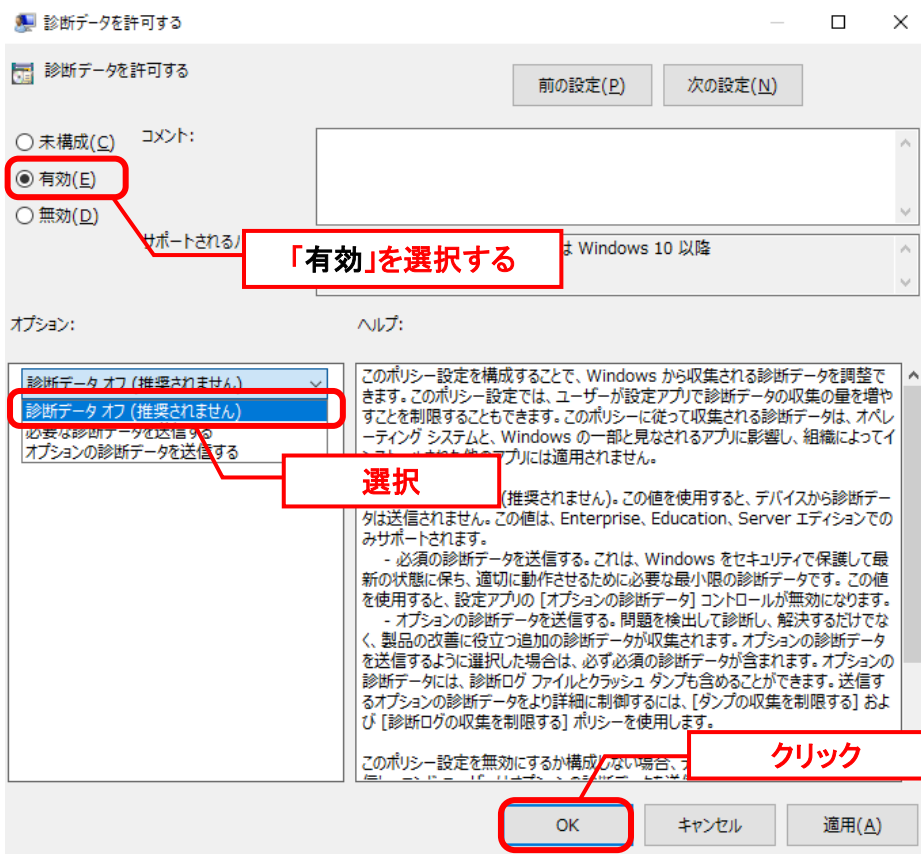 診断データを許可する
診断データを許可する
前の設定(P)
次の設定(N)
未構成(C)
コメント:
有効(E)
無効(D)
サポートされる
Windows 10 以降
「有効」を選択する
オプション:
ヘルプ:
診断データ オフ (推奨されません)
診断データ オフ (推奨されません)
必要な診断データを送信する
オプションの診断データを送信する
選択
このポリシー設定を構成することで、Windows から収集される診断データを調整で
きます。このポリシー設定では、ユーザーが設定アプリで診断データの収集の量を増や
すことを制限することもできます。このポリシーに従って収集される診断データは、オペレ
ーティング システムと、Windows の一部と見なされるアプリに影響し、組織によってイ
アプリには適用されません。
(推奨されません)。この値を使用すると、デバイスから診断デー
タは送信されません。この値は、Enterprise、Education、Server エディションでの
みサポートされます。
- 必須の診断データを送信する。これは、Windows をセキュリティで保護して最
新の状態に保ち、適切に動作させるために必要な最小限の診断データです。この値
を使用すると、設定アプリの [オプションの診断データ] コントロールが無効になります。
- オプションの診断データを送信する。問題を検出して診断し、解決するだけでな
く、製品の改善に役立つ追加の診断データが収集されます。オプションの診断データ
を送信するように選択した場合は、必ず必須の診断データが含まれます。オプションの
診断データには、診断ログ ファイルとクラッシュ ダンプも含めることができます。送信す
るオプションの診断データをより詳細に制御するには、[ダンプの収集を制限する] およ
び [診断ログの収集を制限する] ポリシーを使用します。
このポリシー設定を無効にするか構成しない場合、
クリック
OK
キャンセル
適用(A)